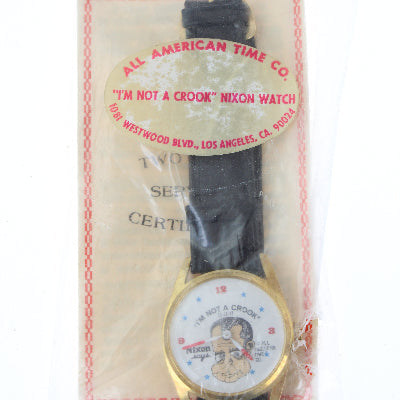 ALL AMERICAN TIME CO.
"I'M NOT A CROOK" NIXON WATCH
1081 WESTWOOD BLVD., LOS ANGELES, CA. 90024
TWO
SER
CERTI
12
"I'M NOT A CROOK"
9
3
Nixon